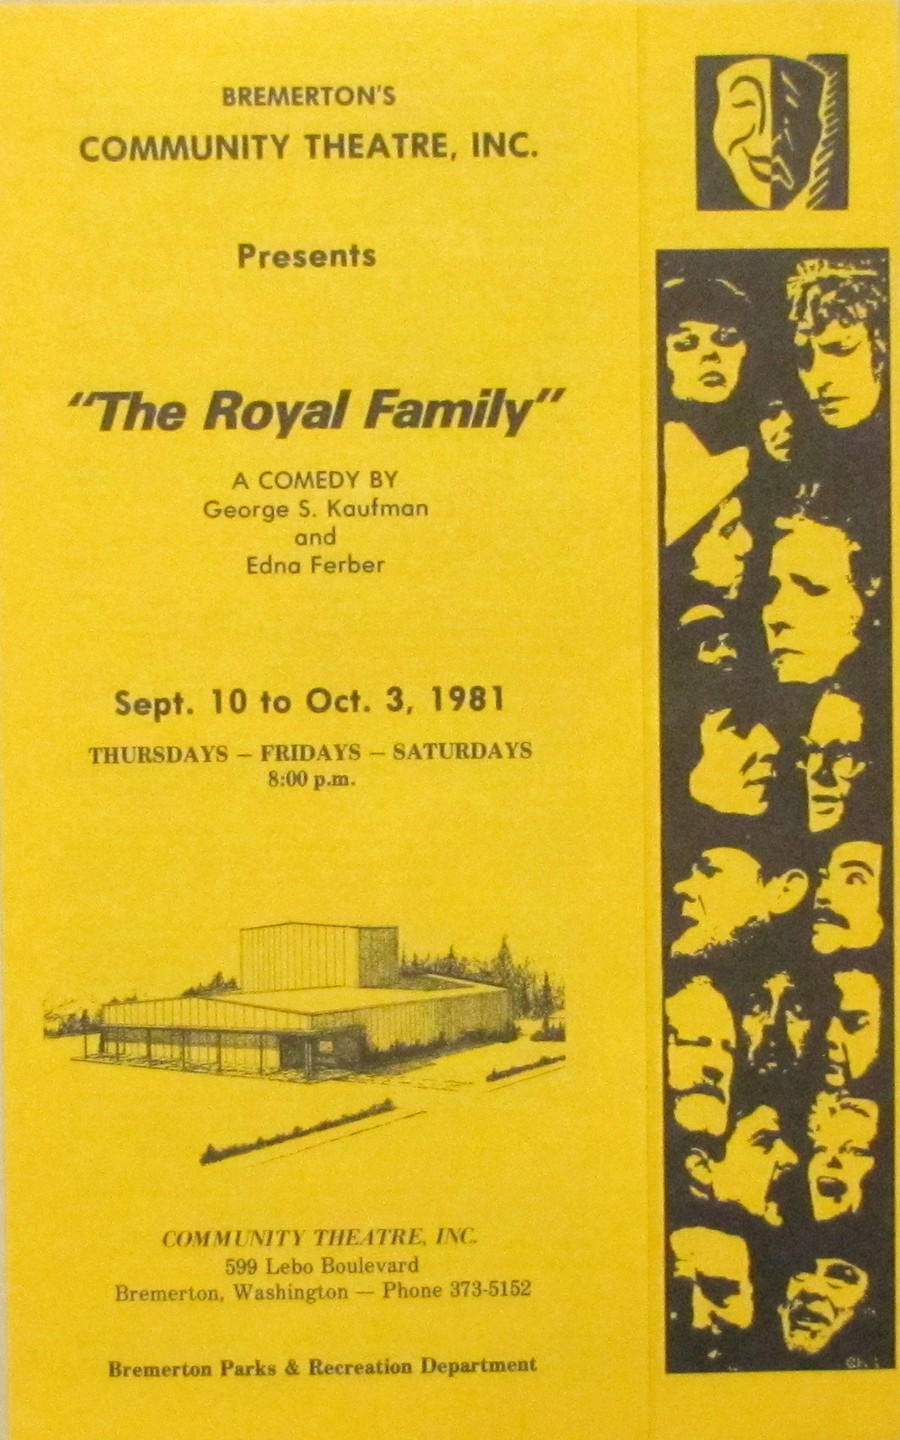 BREMERTON'S
COMMUNITY THEATRE, INC.
Presents
"The Royal Family"
A COMEDY BY
George S. Kaufman
and
Edna Ferber
Sept. 10 to Oct. 3, 1981
THURSDAYS — FRIDAYS — SATURDAYS
8:00 p.m.
COMMUNITY THEATRE, INC.
599 Lebo Boulevard
Bremerton, Washington — Phone 373-5152
Bremerton Parks & Recreation Department